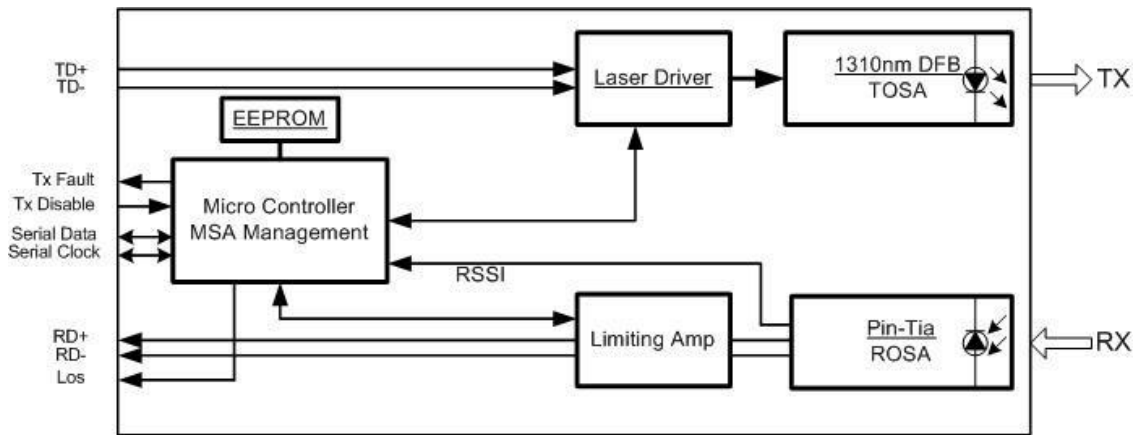 TD+
TD-
Laser Driver
1310nm DFB
TOSA
TX
EEPROM
Tx Fault
Tx Disable
Serial Data
Serial Clock
Micro Controller
MSA Management
RSSI
RD+
RD-
Los
Limiting Amp
Pin-Tia
ROSA
RX